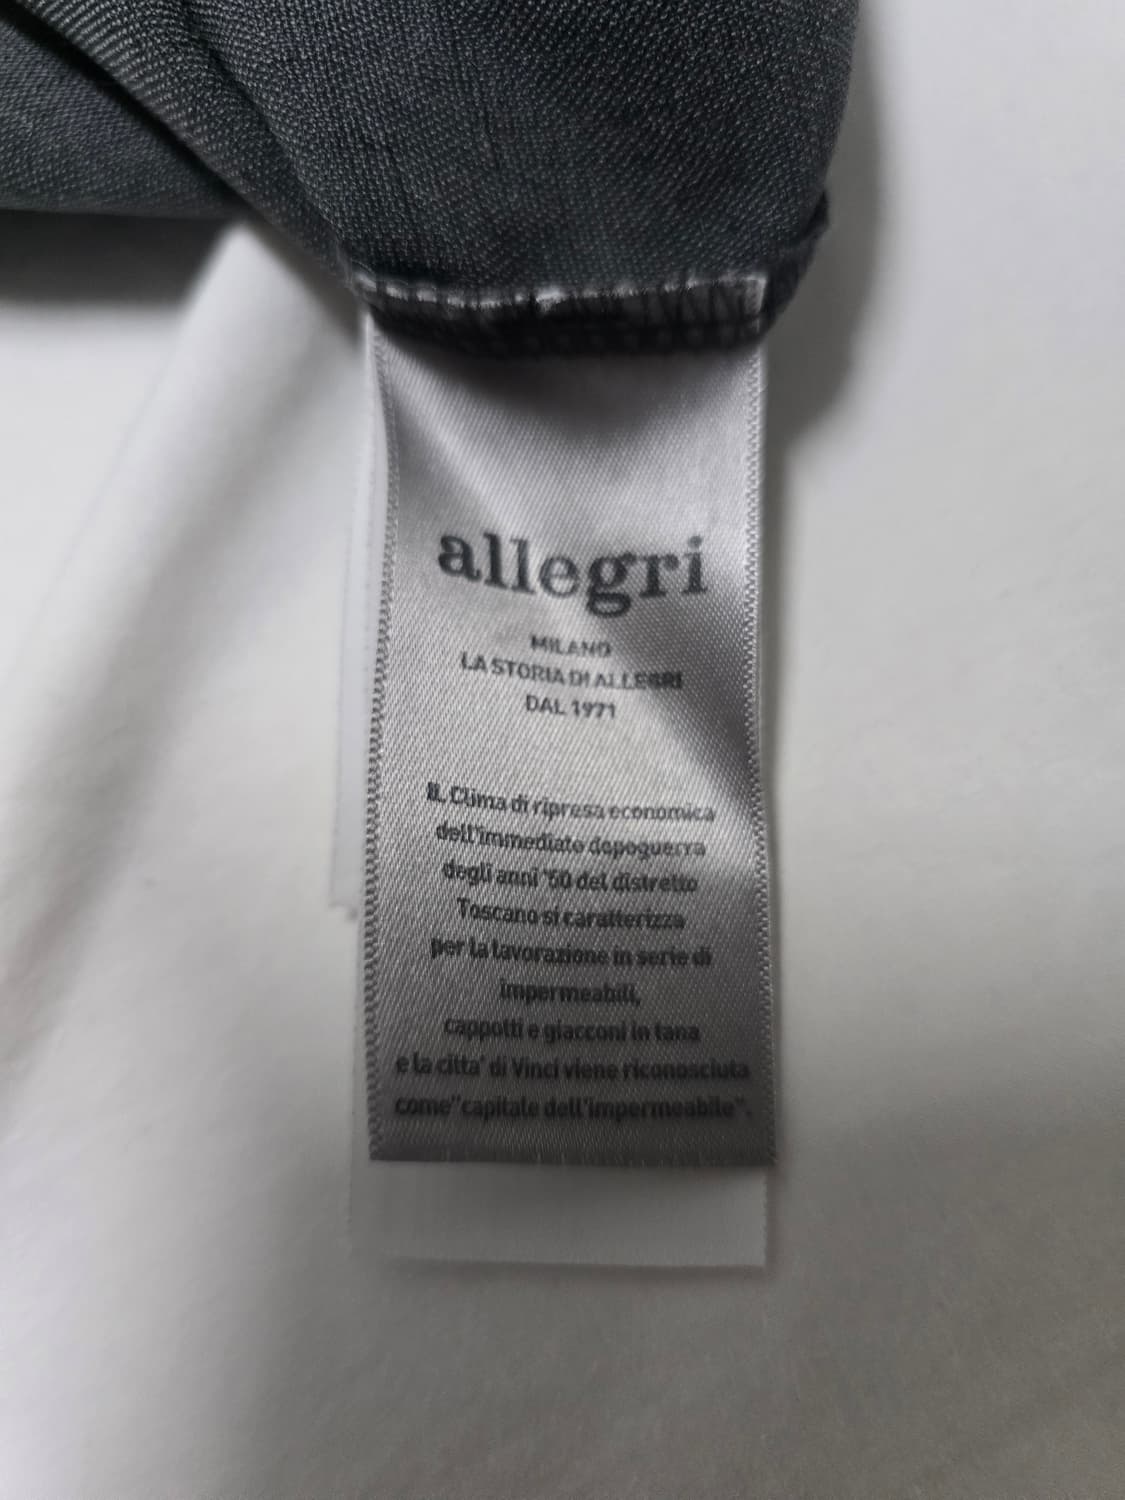 allegri
MILANO
LA STORIA DI ALLEGRI
DAL 1971
IL Clima di ripresa economica
dell'immediato dopoguerra
degli anni '50 del distretto
Toscano si caratterizza
per la lavorazione in serie di
impermeabili,
cappotti e giacconi in tana
e la citta' di Vinci viene riconosciuta
come"capitale dell'impermeabile".